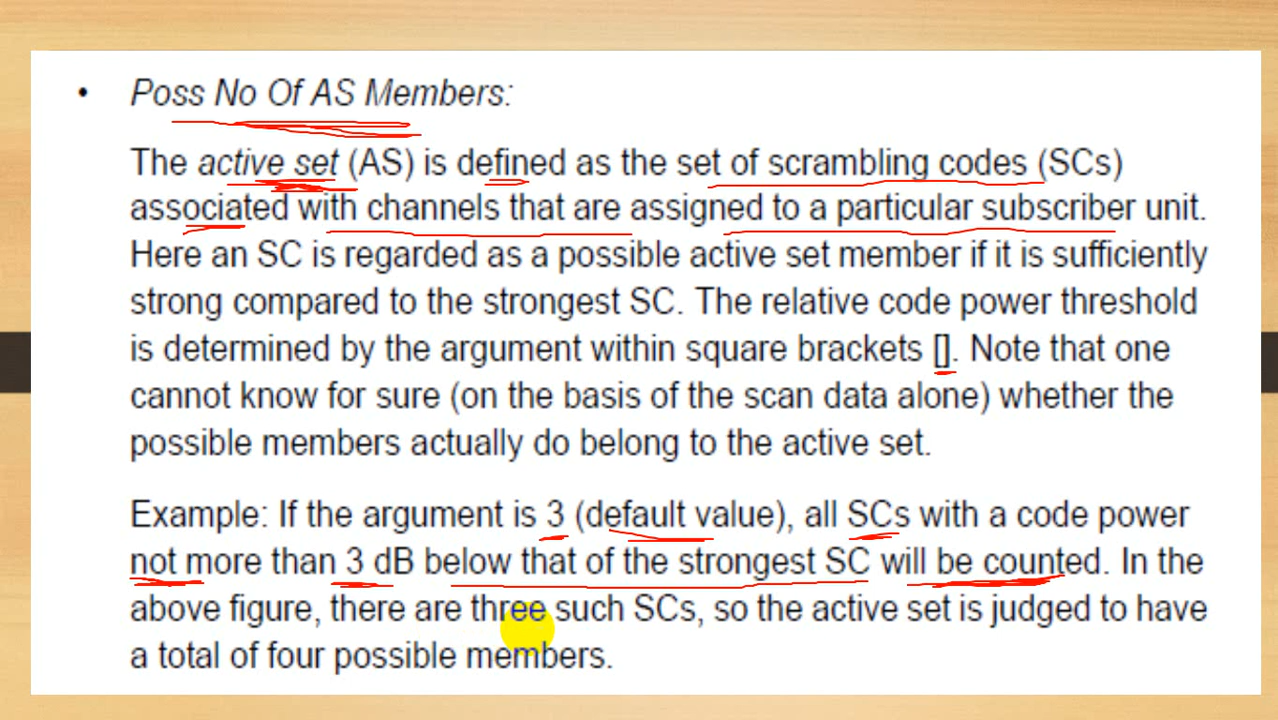 • Poss No Of AS Members:
The active set (AS) is defined as the set of scrambling codes (SCs)
associated with channels that are assigned to a particular subscriber unit.
Here an SC is regarded as a possible active set member if it is sufficiently
strong compared to the strongest SC. The relative code power threshold
is determined by the argument within square brackets []. Note that one
cannot know for sure (on the basis of the scan data alone) whether the
possible members actually do belong to the active set.
Example: If the argument is 3 (default value), all SCs with a code power
not more than 3 dB below that of the strongest SC will be counted. In the
above figure, there are three such SCs, so the active set is judged to have
a total of four possible members.